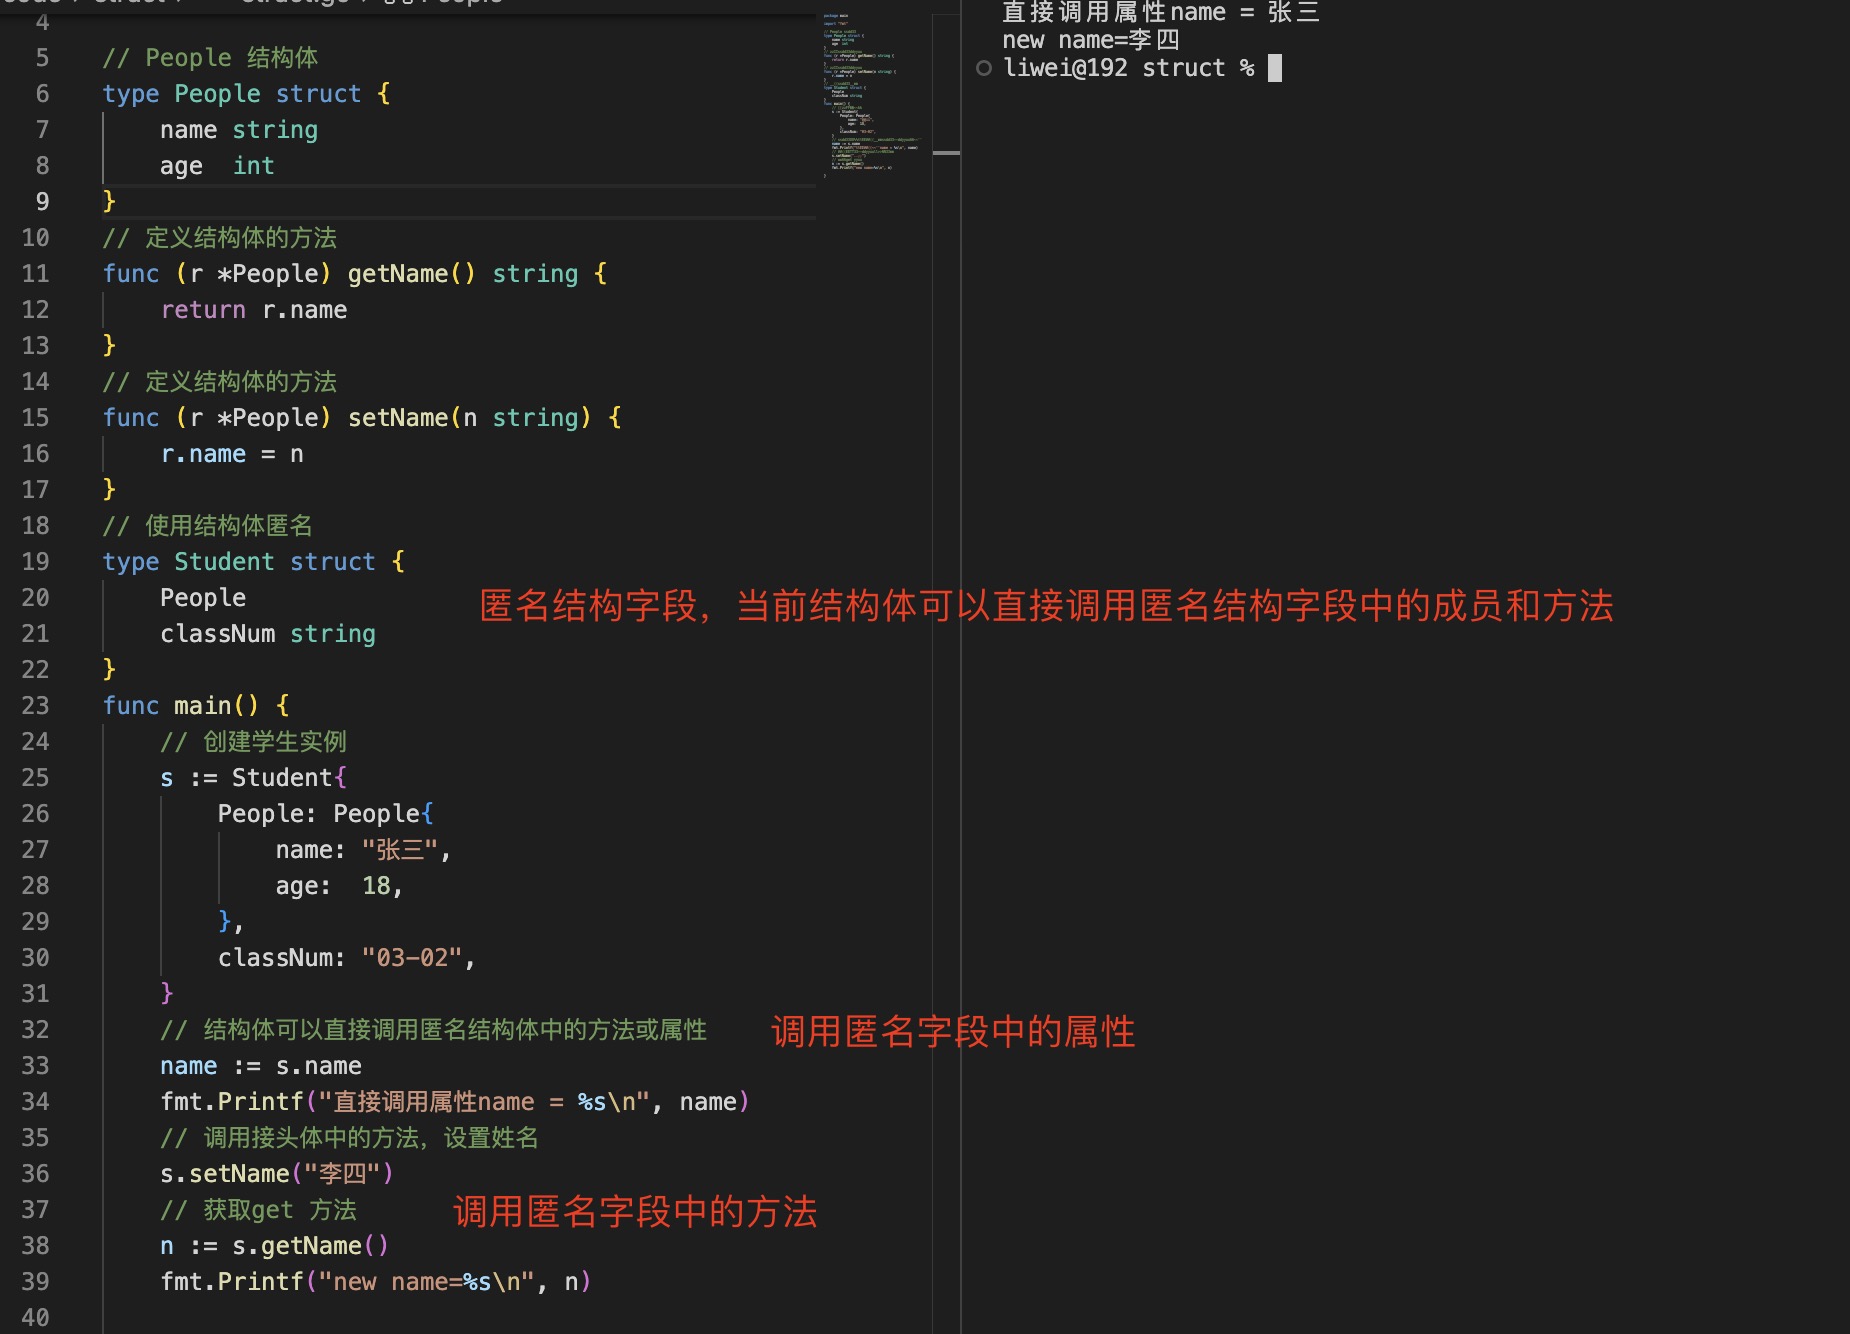 4
5 // People 结构体
6 type People struct {
7 name string
8 age int
9 }
10 // 定义结构体的方法
11 func (r *People) getName() string {
12 return r.name
13 }
14 // 定义结构体的方法
15 func (r *People) setName(n string) {
16 r.name = n
17 }
18 // 使用结构体匿名
19 type Student struct {
20 People
匿名结构字段，当前结构体可以直接调用匿名结构字段中的成员和方法
21 classNum string
22 }
23 func main() {
24 // 创建学生实例
25 s := Student{
26 People: People{
27 name: "张三",
28 age: 18,
29 },
30 classNum: "03-02",
31 }
32 // 结构体可以直接调用匿名结构体中的方法或属性
调用匿名字段中的属性
33 name := s.name
34 fmt.Printf("直接调用属性name = %s\n", name)
35 // 调用接头体中的方法，设置姓名
36 s.setName("李四")
37 // 获取get 方法
调用匿名字段中的方法
38 n := s.getName()
39 fmt.Printf("new name=%s\n", n)
40
直接调用属性name = 张三
new name=李四
liwei@192 struct %